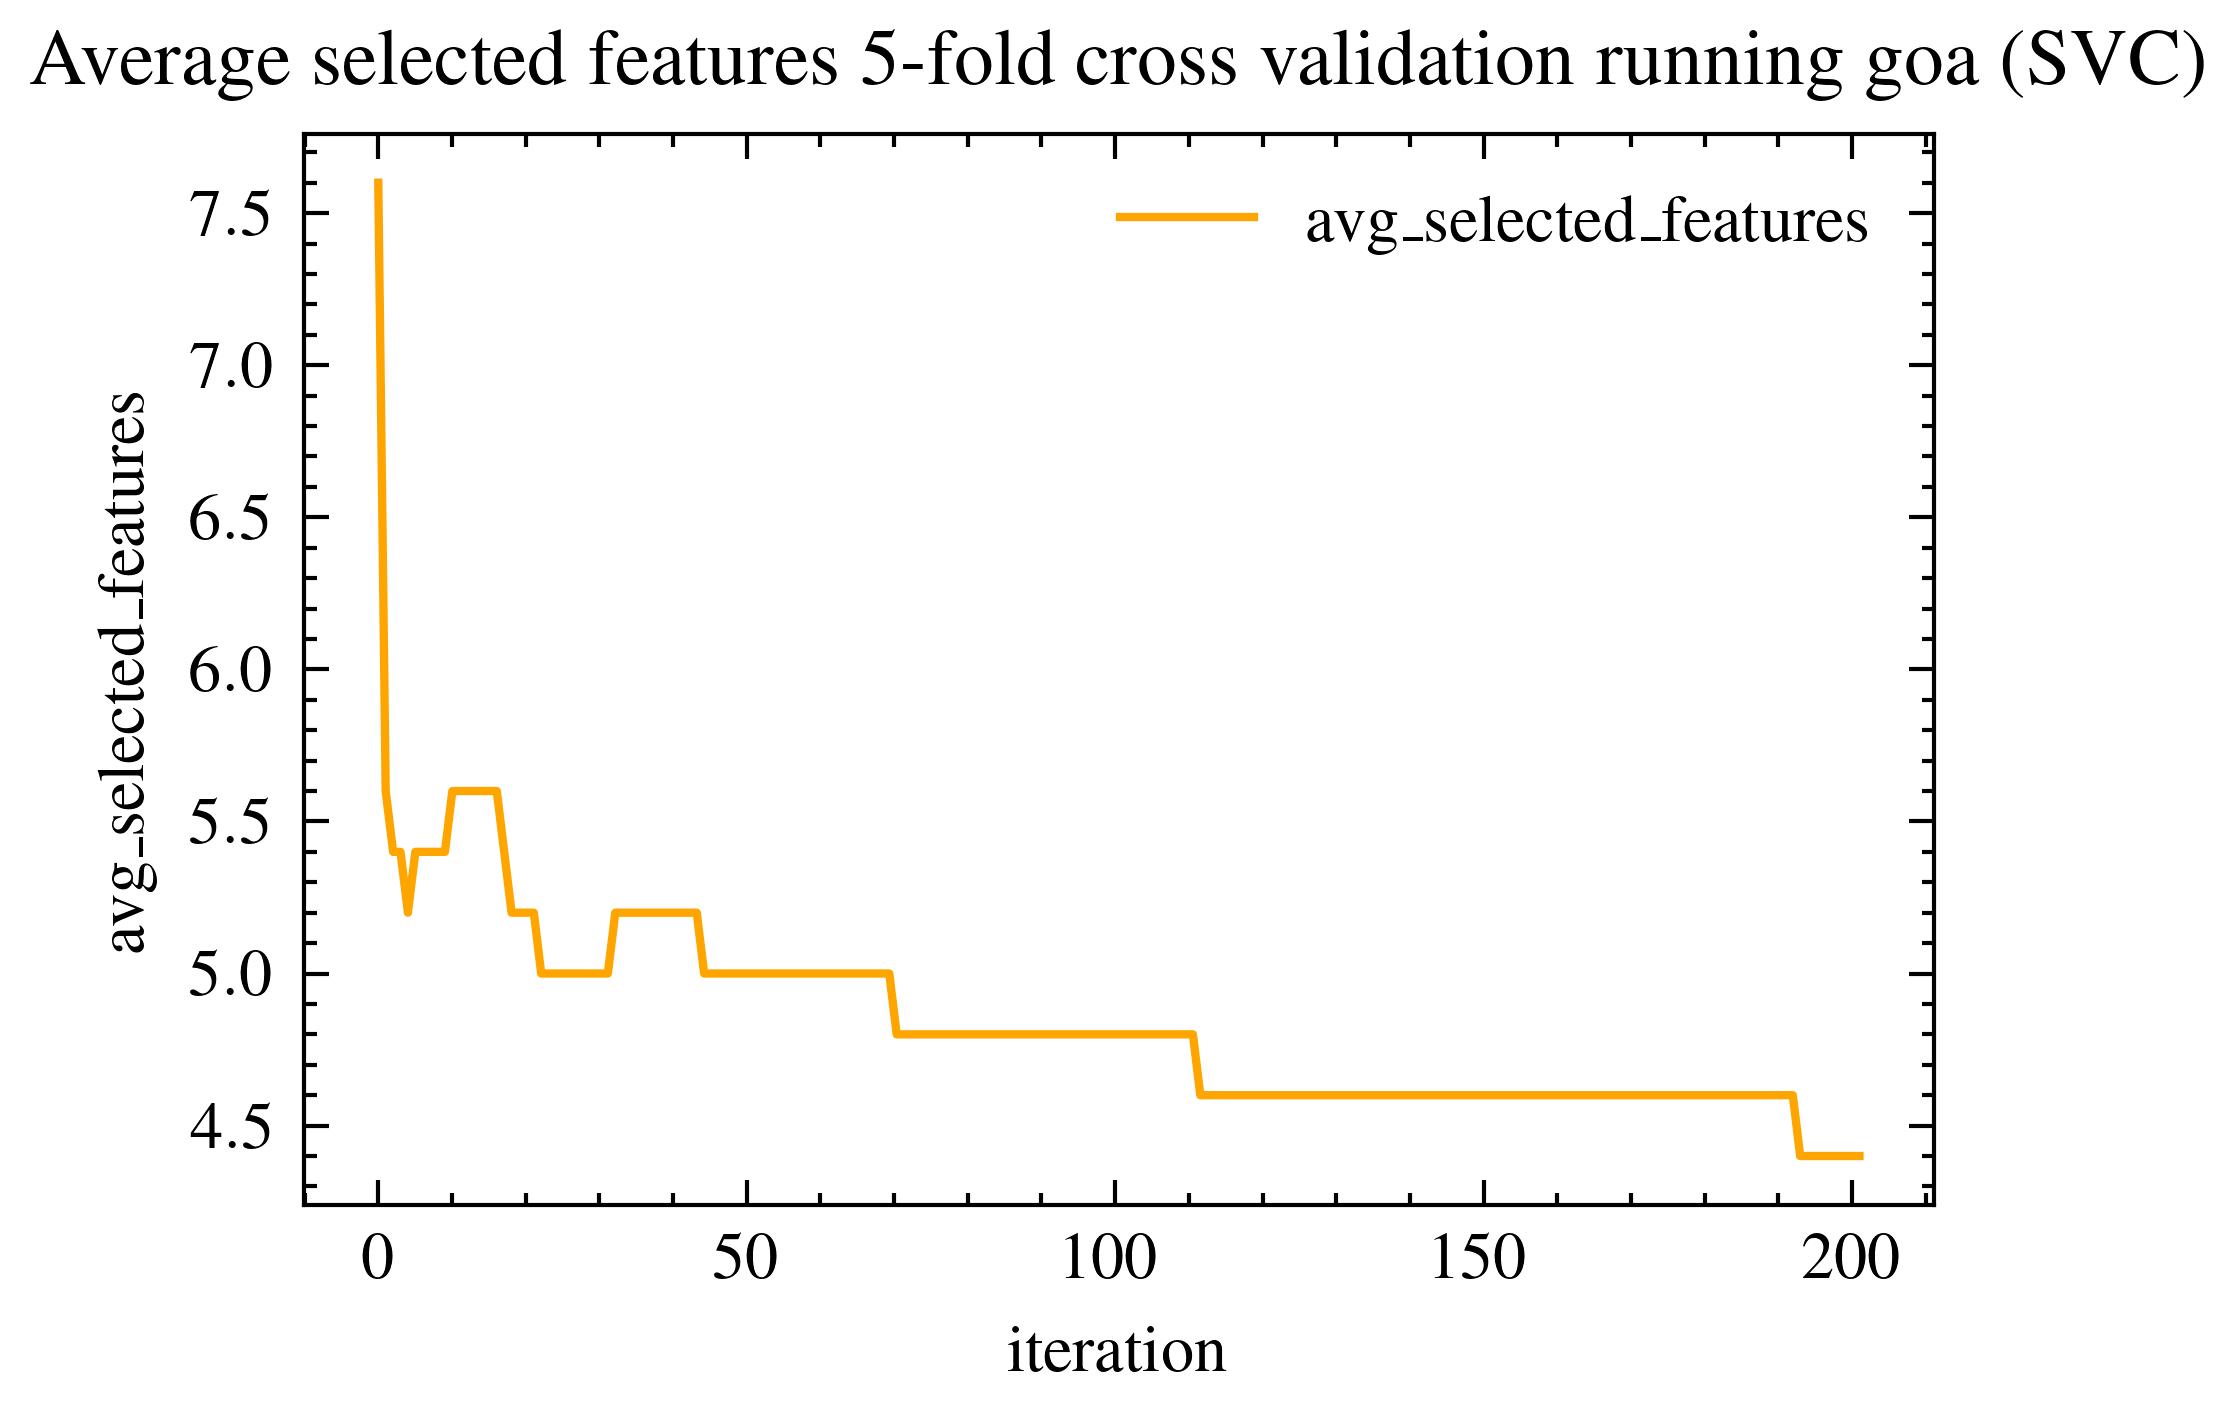 Average selected features 5-fold cross validation running goa (SVC)
avg_selected_features
7.5
7.0
6.5
6.0
5.5
5.0
4.5
avg_selected_features
0 50 100 150 200
iteration